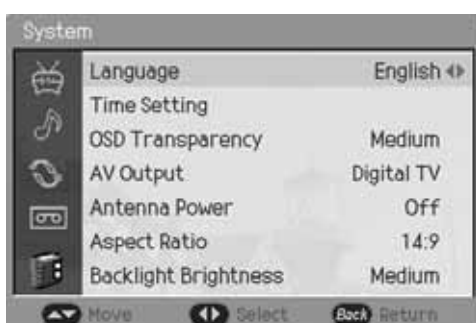 System
Language English
Time Setting
OSD Transparency Medium
AV Output Digital TV
Antenna Power Off
Aspect Ratio 14:9
Backlight Brightness Medium
Move Select Back Return